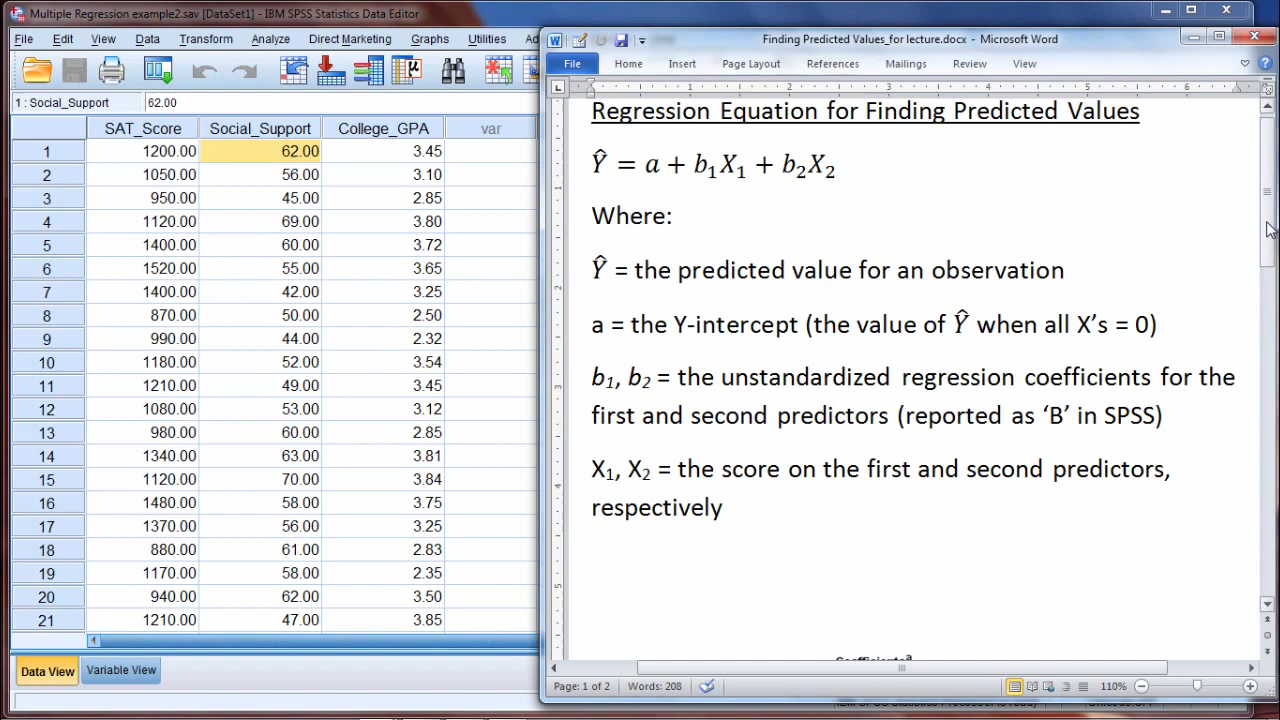 Multiple Regression example2.sav [DataSet1] - IBM SPSS Statistics Data Editor
File Edit View Data Transform Analyze Direct Marketing Graphs Utilities
1 : Social_Support 62.00
SAT_Score Social_Support College_GPA var
1 1200.00 62.00 3.45
2 1050.00 56.00 3.10
3 950.00 45.00 2.85
4 1120.00 69.00 3.80
5 1400.00 60.00 3.72
6 1520.00 55.00 3.65
7 1400.00 42.00 3.25
8 870.00 50.00 2.50
9 990.00 44.00 2.32
10 1180.00 52.00 3.54
11 1210.00 49.00 3.45
12 1080.00 53.00 3.12
13 980.00 60.00 2.85
14 1340.00 63.00 3.81
15 1120.00 70.00 3.84
16 1480.00 58.00 3.75
17 1370.00 56.00 3.25
18 880.00 61.00 2.83
19 1170.00 58.00 2.35
20 940.00 62.00 3.50
21 1210.00 47.00 3.85
Data View Variable View
Finding Predicted Values_for lecture.docx - Microsoft Word
File Home Insert Page Layout References Mailings Review View
1 2 3 4 5 6
Regression Equation for Finding Predicted Values
Ŷ = a + b₁X₁ + b₂X₂
Where:
Ŷ = the predicted value for an observation
a = the Y-intercept (the value of Ŷ when all X’s = 0)
b₁, b₂ = the unstandardized regression coefficients for the
first and second predictors (reported as ‘B’ in SPSS)
X₁, X₂ = the score on the first and second predictors,
respectively
Page: 1 of 2 Words: 208 110%